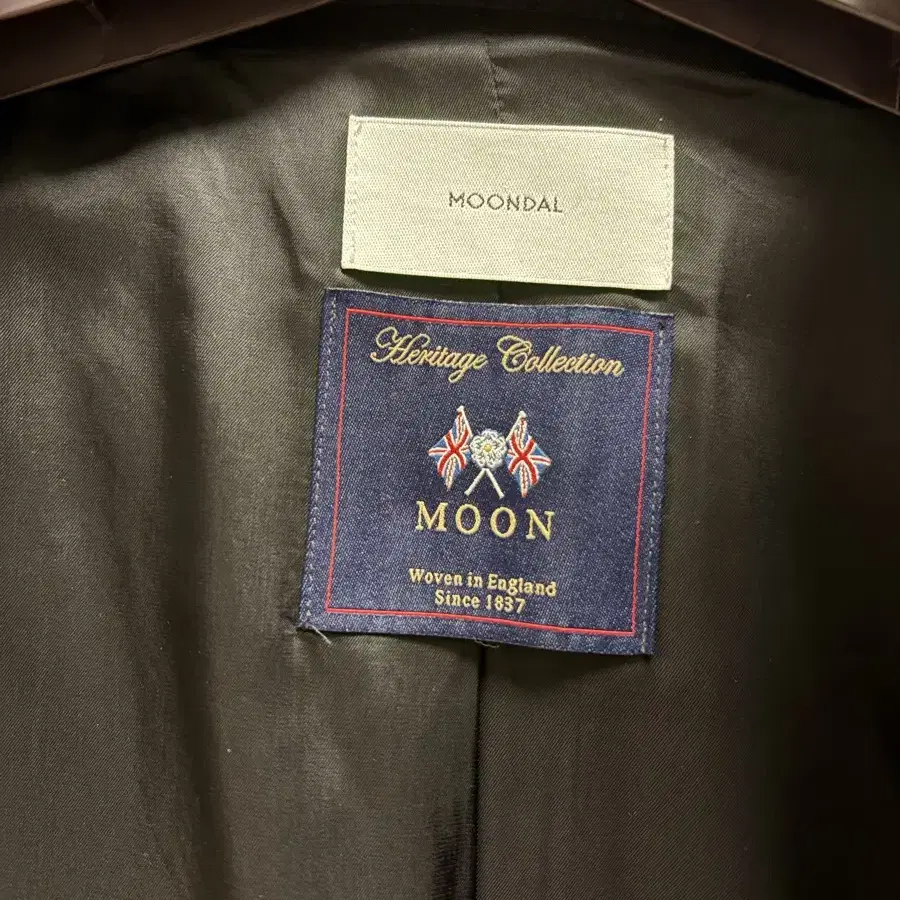 MOONDAL
Heritage Collection
MOON
Woven in England
Since 1837